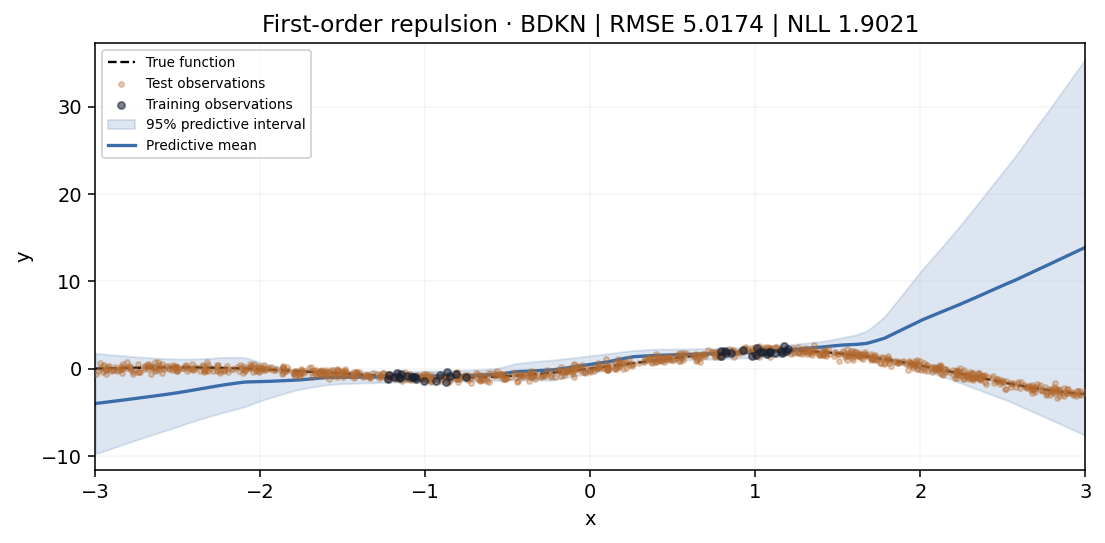 First-order repulsion · BDKN | RMSE 5.0174 | NLL 1.9021
True function
Test observations
Training observations
95% predictive interval
Predictive mean
y
30
20
10
0
−10
−3
−2
−1
0
1
2
3
x